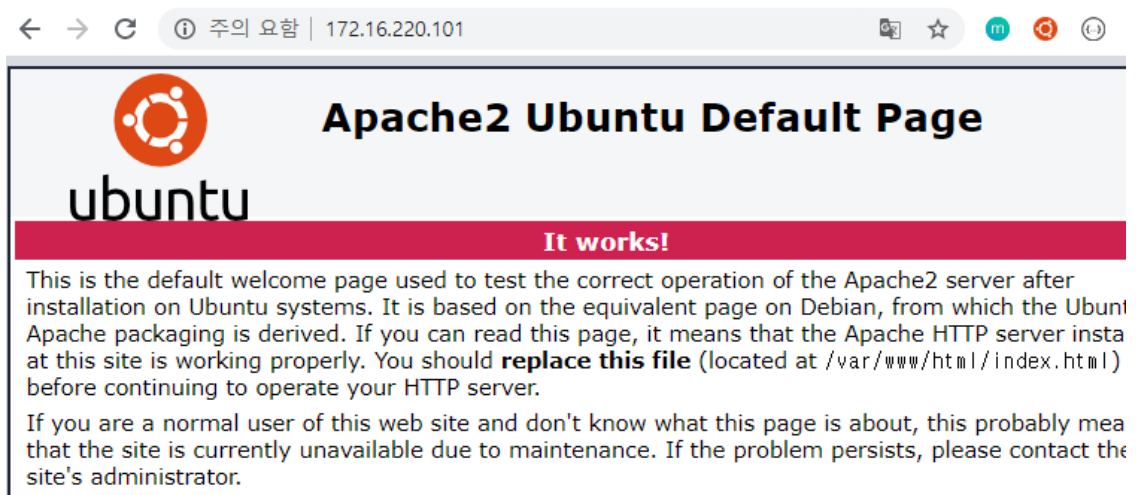 주의 요함 | 172.16.220.101
m
Apache2 Ubuntu Default Page
ubuntu
It works!
This is the default welcome page used to test the correct operation of the Apache2 server after
installation on Ubuntu systems. It is based on the equivalent page on Debian, from which the Ubunt
Apache packaging is derived. If you can read this page, it means that the Apache HTTP server insta
at this site is working properly. You should replace this file (located at /var/www/html/index.html)
before continuing to operate your HTTP server.
If you are a normal user of this web site and don't know what this page is about, this probably mea
that the site is currently unavailable due to maintenance. If the problem persists, please contact the
site's administrator.